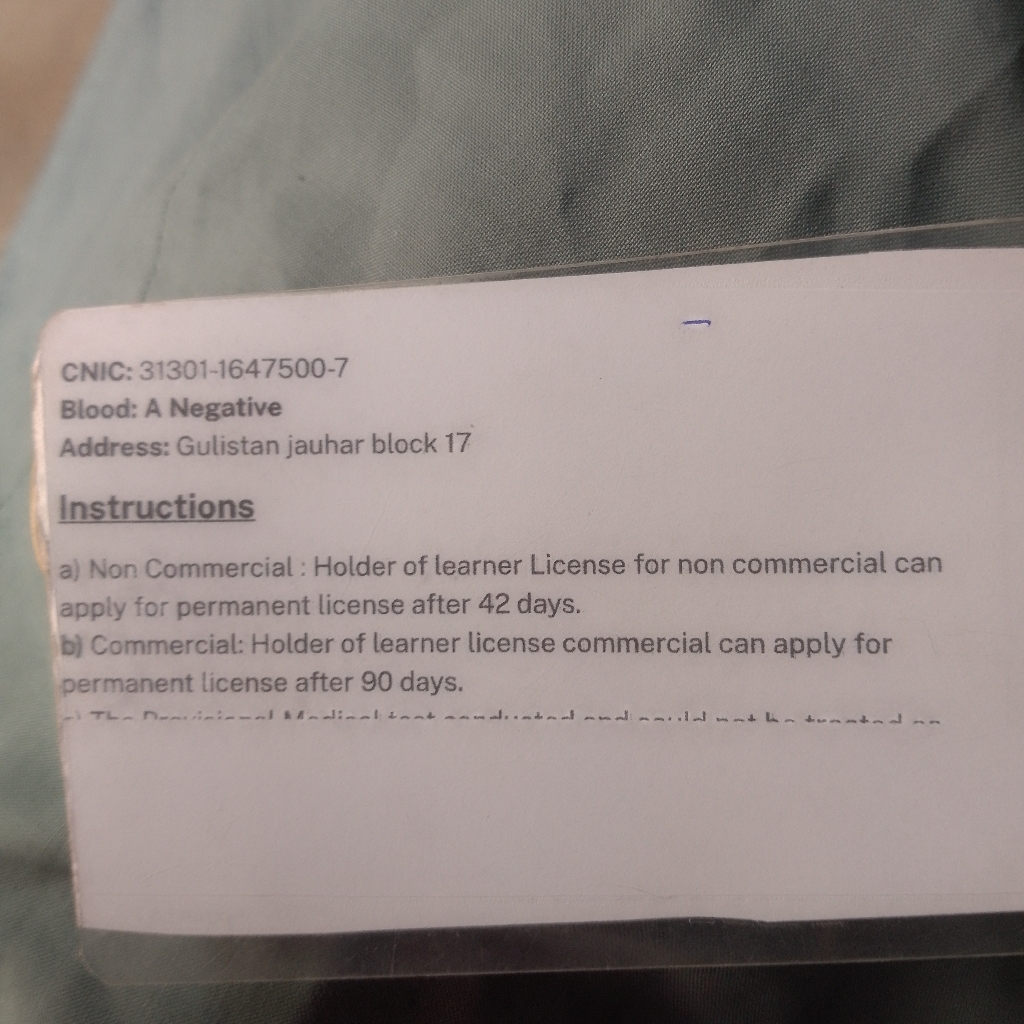 CNIC: 31301-1647500-7
Blood: A Negative
Address: Gulistan jauhar block 17
Instructions
a) Non Commercial : Holder of learner License for non commercial can
apply for permanent license after 42 days.
b) Commercial: Holder of learner license commercial can apply for
permanent license after 90 days.